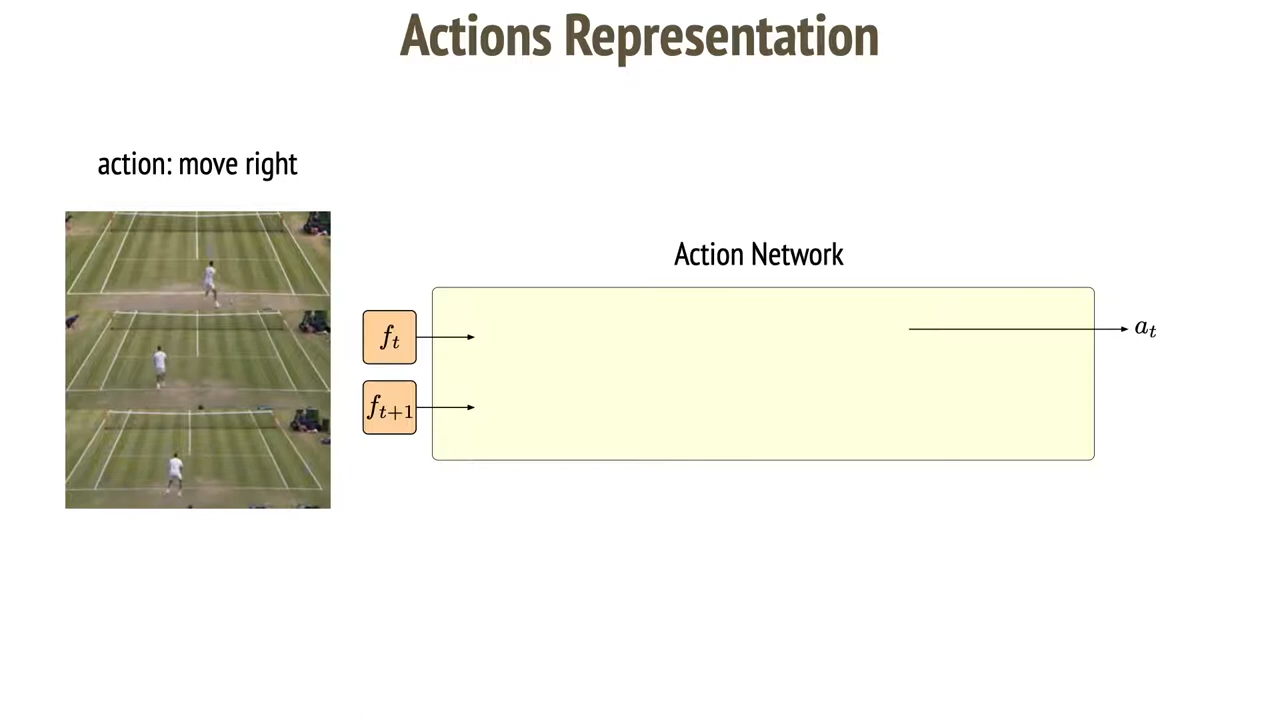 Actions Representation
action: move right
Action Network
f_t
a_t
f_{t+1}